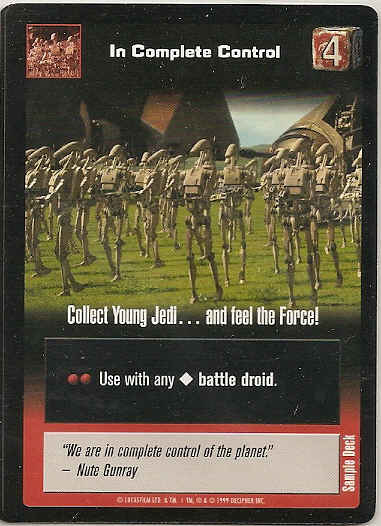 In Complete Control
4
Collect Young Jedi... and feel the Force!
Use with any ◆ battle droid.
"We are in complete control of the planet."
– Nute Gunray
Sample Deck
© LUCASFILM LTD. & TM. | TM, ® & © 1999 DECIPHER INC.